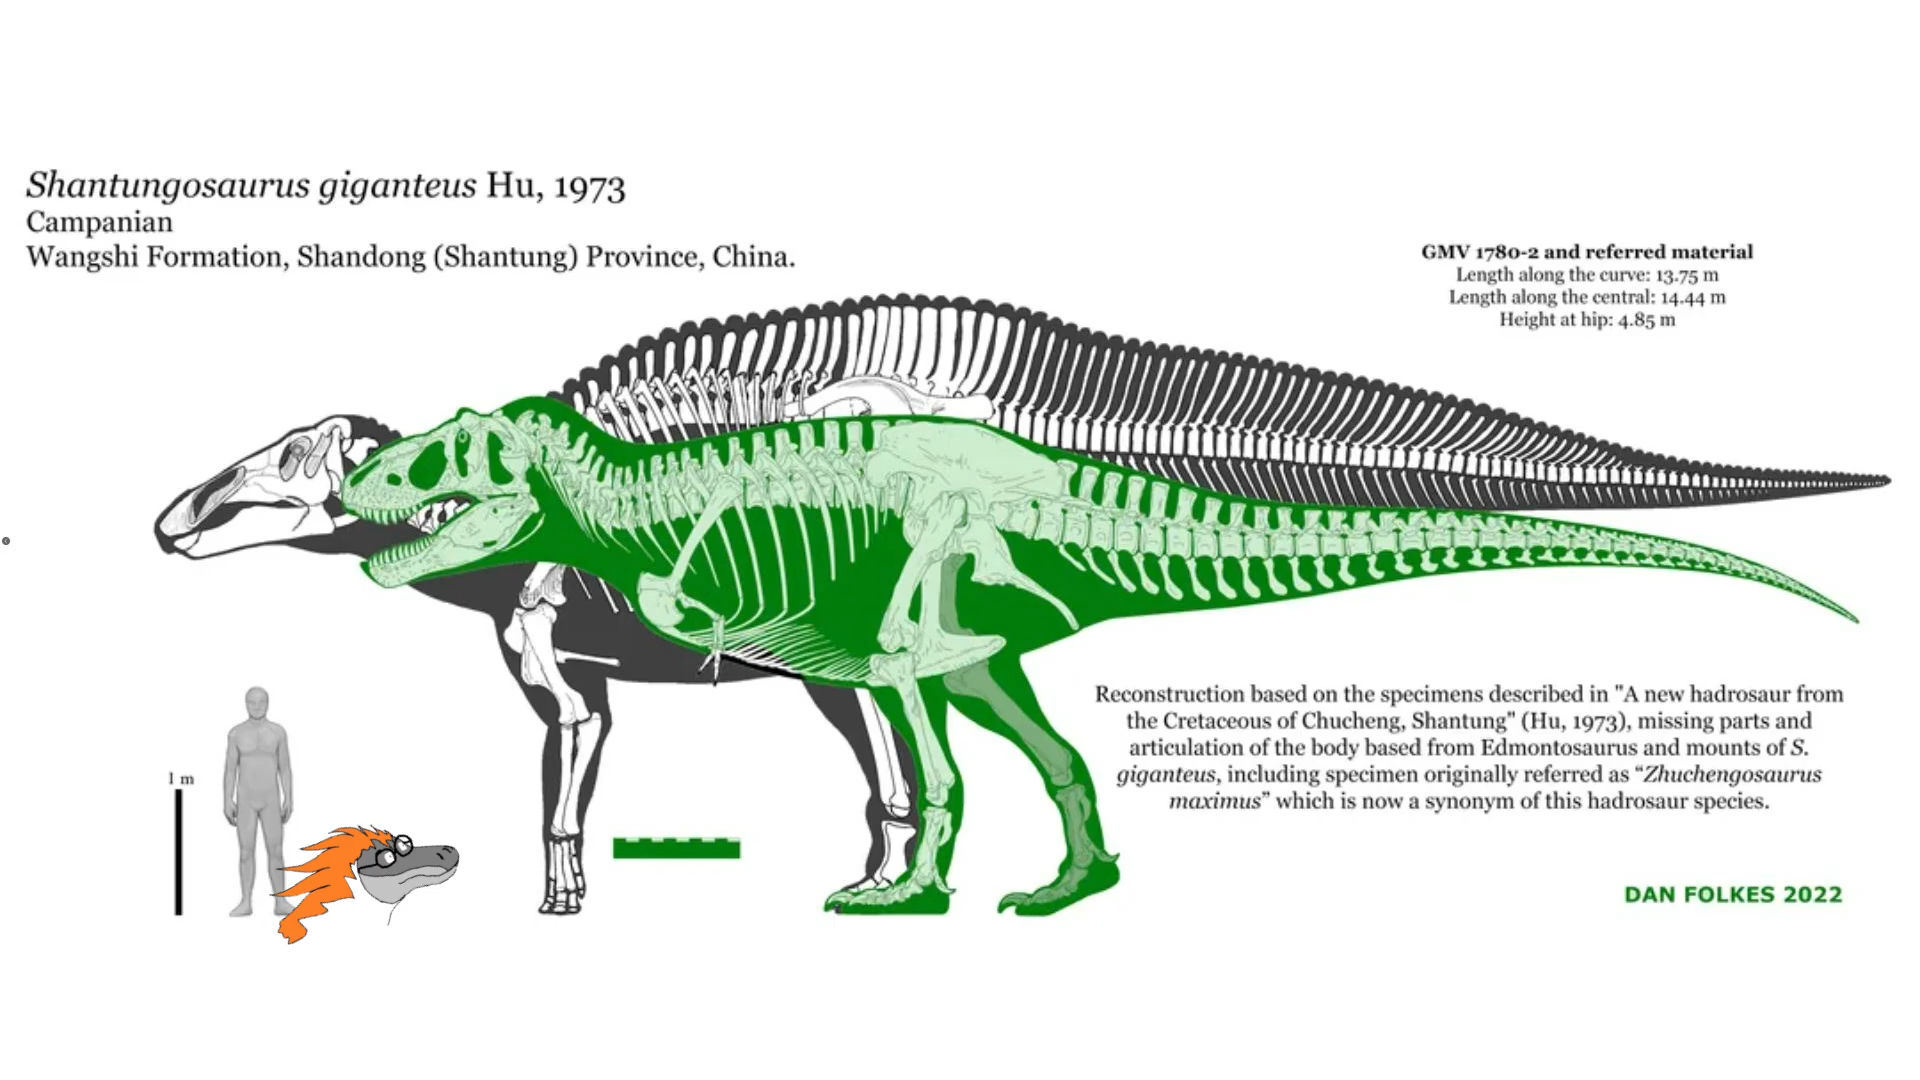 Shantungosaurus giganteus Hu, 1973
Campanian
Wangshi Formation, Shandong (Shantung) Province, China.
GMV 1780-2 and referred material
Length along the curve: 13.75 m
Length along the central: 14.44 m
Height at hip: 4.85 m
1 m
Reconstruction based on the specimens described in "A new hadrosaur from
the Cretaceous of Chucheng, Shantung" (Hu, 1973), missing parts and
articulation of the body based from Edmontosaurus and mounts of S.
giganteus, including specimen originally referred as “Zhuchengosaurus
maximus” which is now a synonym of this hadrosaur species.
DAN FOLKES 2022